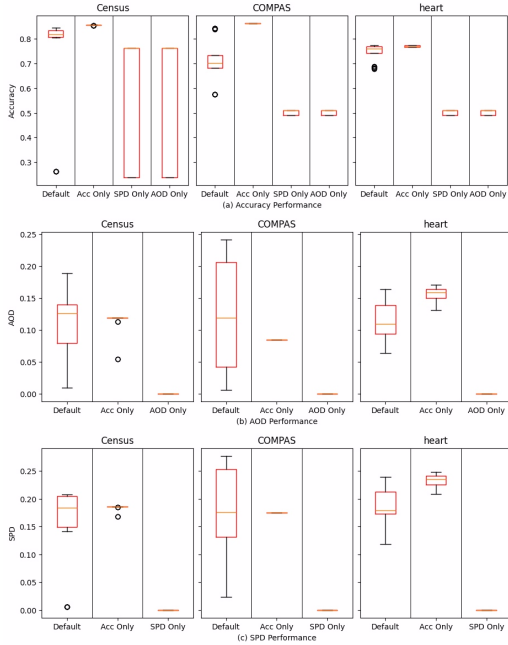 Census COMPAS heart
0.8
0.7
0.6
0.5
0.4
0.3
Accuracy
Default Acc Only SPD Only AOD Only Default Acc Only SPD Only AOD Only Default Acc Only SPD Only AOD Only
(a) Accuracy Performance
Census COMPAS heart
0.25
0.20
0.15
0.10
0.05
0.00
AOD
Default Acc Only AOD Only Default Acc Only AOD Only Default Acc Only AOD Only
(b) AOD Performance
Census COMPAS heart
0.25
0.20
0.15
0.10
0.05
0.00
SPD
Default Acc Only SPD Only Default Acc Only SPD Only Default Acc Only SPD Only
(c) SPD Performance